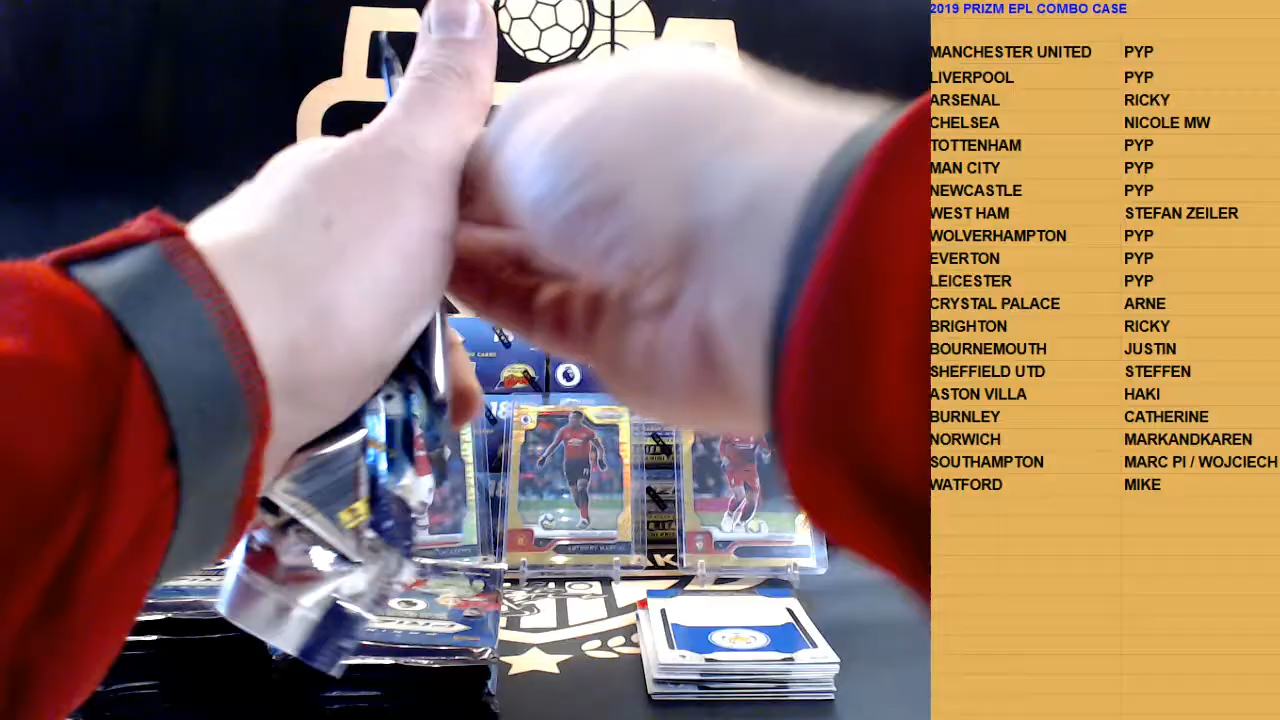 2019 PRIZM EPL COMBO CASE
MANCHESTER UNITED PYP
LIVERPOOL PYP
ARSENAL RICKY
CHELSEA NICOLE MW
TOTTENHAM PYP
MAN CITY PYP
NEWCASTLE PYP
WEST HAM STEFAN ZEILER
WOLVERHAMPTON PYP
EVERTON PYP
LEICESTER PYP
CRYSTAL PALACE ARNE
BRIGHTON RICKY
BOURNEMOUTH JUSTIN
SHEFFIELD UTD STEFFEN
ASTON VILLA HAKI
BURNLEY CATHERINE
NORWICH MARKANDKAREN
SOUTHAMPTON MARC PI / WOJCIECH
WATFORD MIKE
ANTHONY MARTIAL